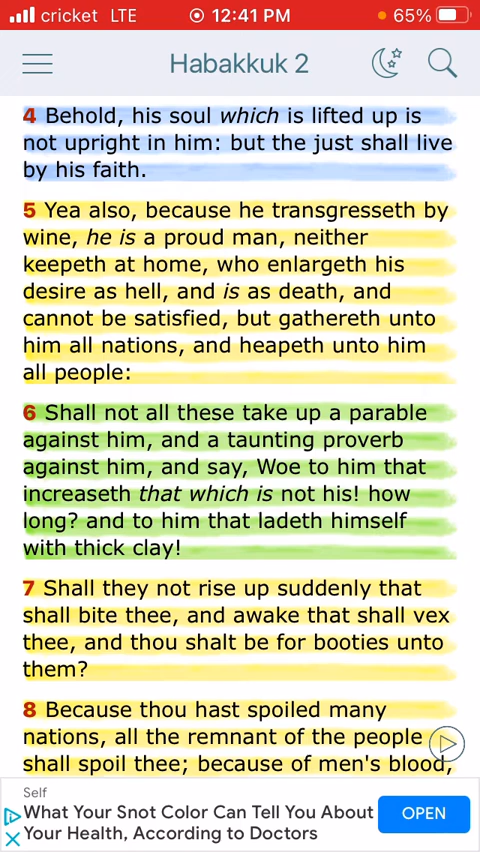 cricket LTE 12:41 PM 65%
Habakkuk 2
4 Behold, his soul which is lifted up is
not upright in him: but the just shall live
by his faith.
5 Yea also, because he transgresseth by
wine, he is a proud man, neither
keepeth at home, who enlargeth his
desire as hell, and is as death, and
cannot be satisfied, but gathereth unto
him all nations, and heapeth unto him
all people:
6 Shall not all these take up a parable
against him, and a taunting proverb
against him, and say, Woe to him that
increaseth that which is not his! how
long? and to him that ladeth himself
with thick clay!
7 Shall they not rise up suddenly that
shall bite thee, and awake that shall vex
thee, and thou shalt be for booties unto
them?
8 Because thou hast spoiled many
nations, all the remnant of the people
shall spoil thee; because of men's blood,
Self
What Your Snot Color Can Tell You About
Your Health, According to Doctors
OPEN